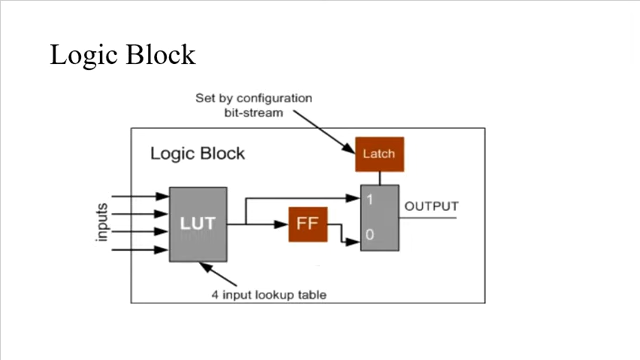 Logic Block
Set by configuration
bit-stream
Logic Block
Latch
inputs
LUT
FF
1
0
OUTPUT
4 input lookup table